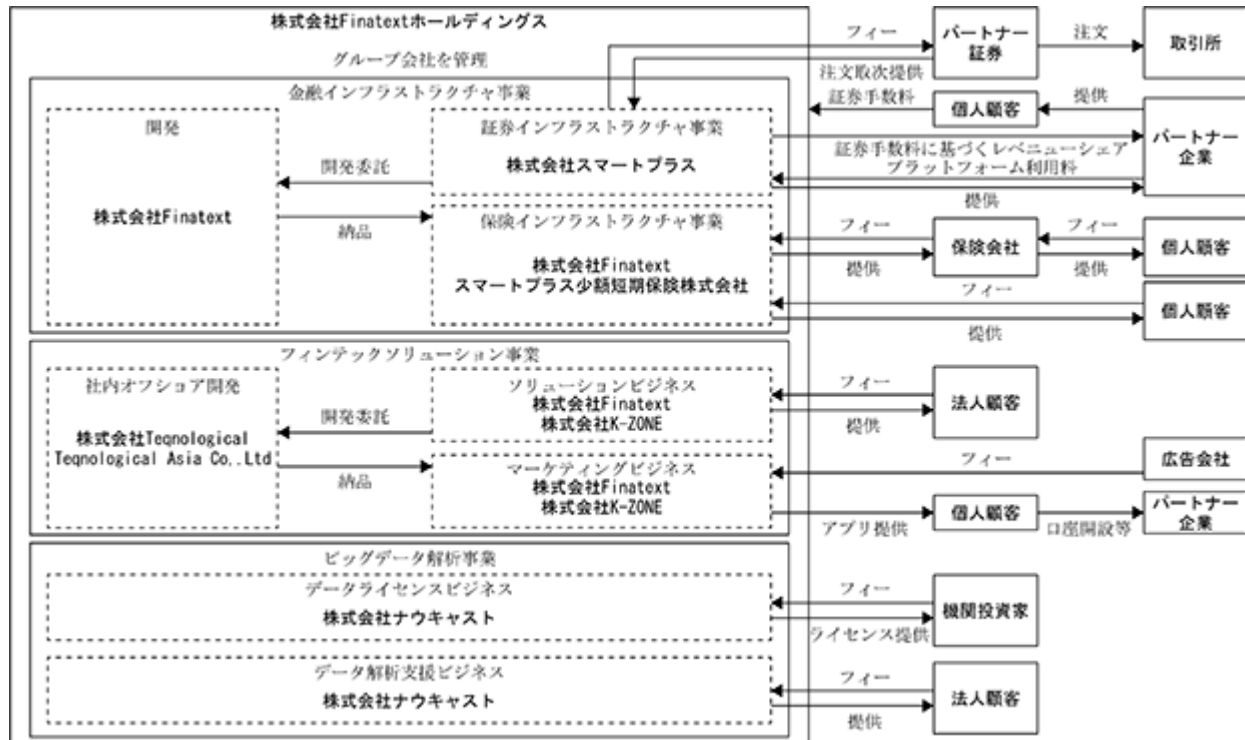 株式会社Finatextホールディングス
グループ会社を管理
金融インフラストラクチャ事業
開発
株式会社Finatext
開発委託
納品
証券インフラストラクチャ事業
株式会社スマートプラス
保険インフラストラクチャ事業
株式会社Finatext
スマートプラス少額短期保険株式会社
フィー
注文取次提供
パートナー
証券
注文
取引所
証券手数料
個人顧客
提供
パートナー
企業
証券手数料に基づくレベニューシェア
プラットフォーム利用料
提供
フィー
提供
保険会社
フィー
提供
個人顧客
フィー
提供
個人顧客
フィンテックソリューション事業
社内オフショア開発
株式会社Teqnological
Teqnological Asia Co.,Ltd
開発委託
納品
ソリューションビジネス
株式会社Finatext
株式会社K-ZONE
マーケティングビジネス
株式会社Finatext
株式会社K-ZONE
フィー
提供
法人顧客
フィー
広告会社
アプリ提供
個人顧客
口座開設等
パートナー
企業
ビッグデータ解析事業
データライセンスビジネス
株式会社ナウキャスト
フィー
ライセンス提供
機関投資家
データ解析支援ビジネス
株式会社ナウキャスト
フィー
提供
法人顧客